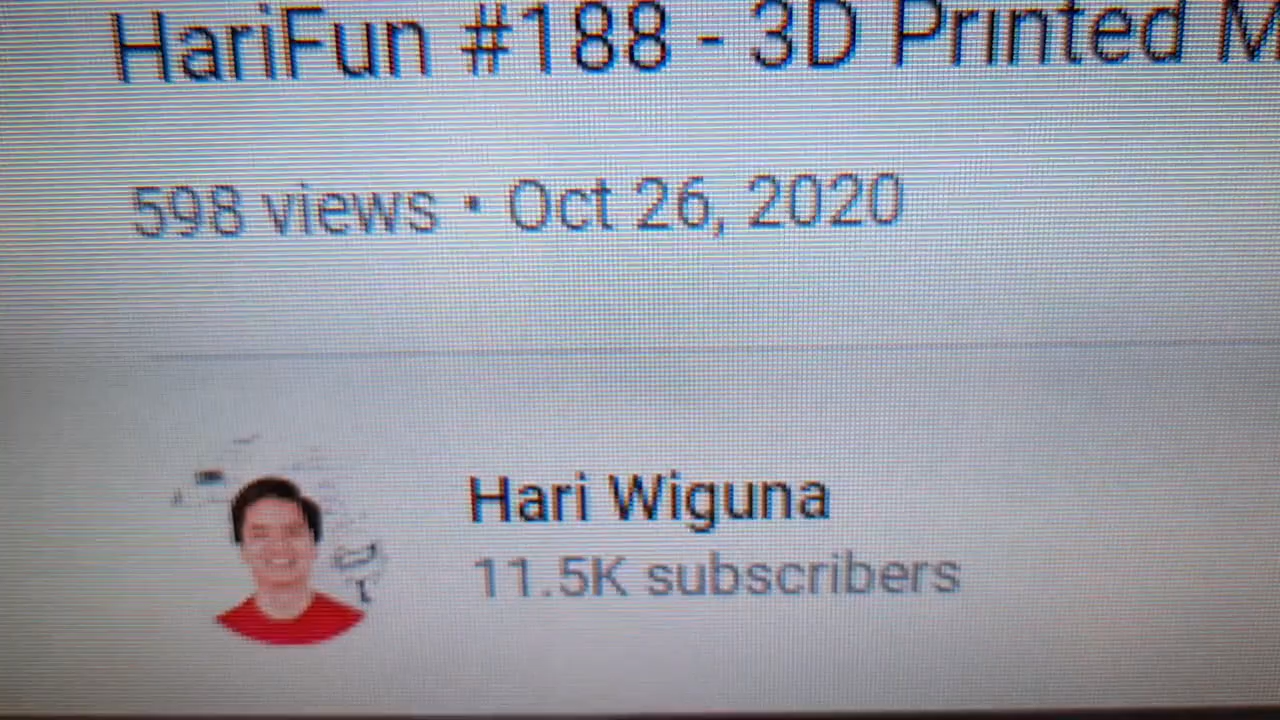 HariFun #188 - 3D Printed M
598 views • Oct 26, 2020
Hari Wiguna
11.5K subscribers